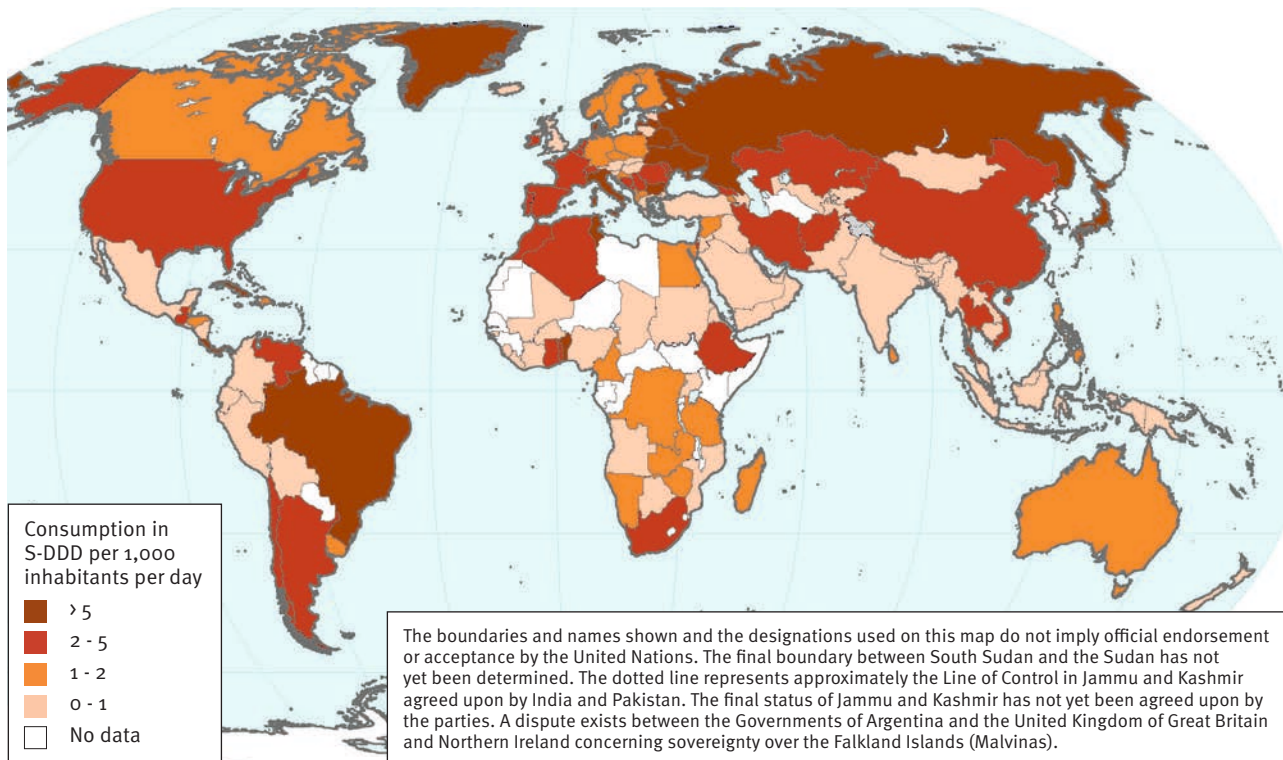 Consumption in
S-DDD per 1,000
inhabitants per day
> 5
2 - 5
1 - 2
0 - 1
No data
The boundaries and names shown and the designations used on this map do not imply official endorsement
or acceptance by the United Nations. The final boundary between South Sudan and the Sudan has not
yet been determined. The dotted line represents approximately the Line of Control in Jammu and Kashmir
agreed upon by India and Pakistan. The final status of Jammu and Kashmir has not yet been agreed upon by
the parties. A dispute exists between the Governments of Argentina and the United Kingdom of Great Britain
and Northern Ireland concerning sovereignty over the Falkland Islands (Malvinas).